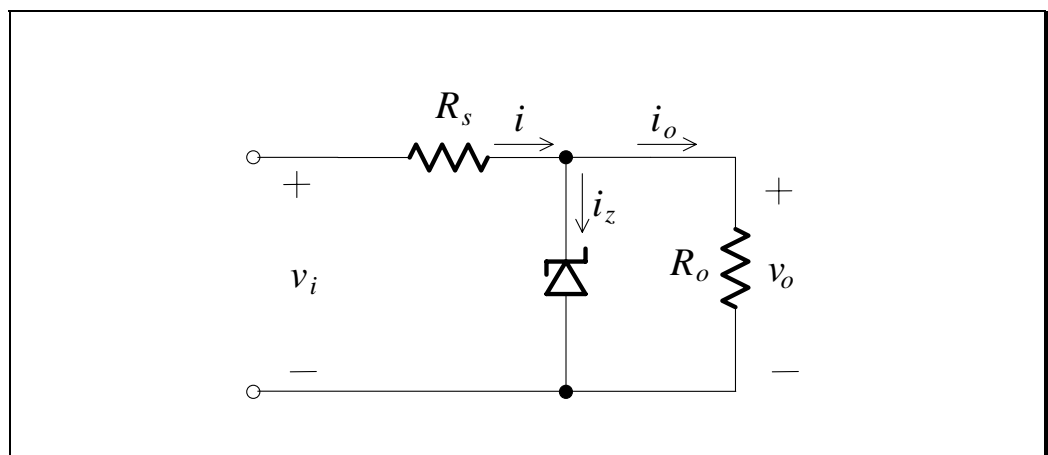 R_s i i_o
+ +
i_z
v_i R_o v_o
− −